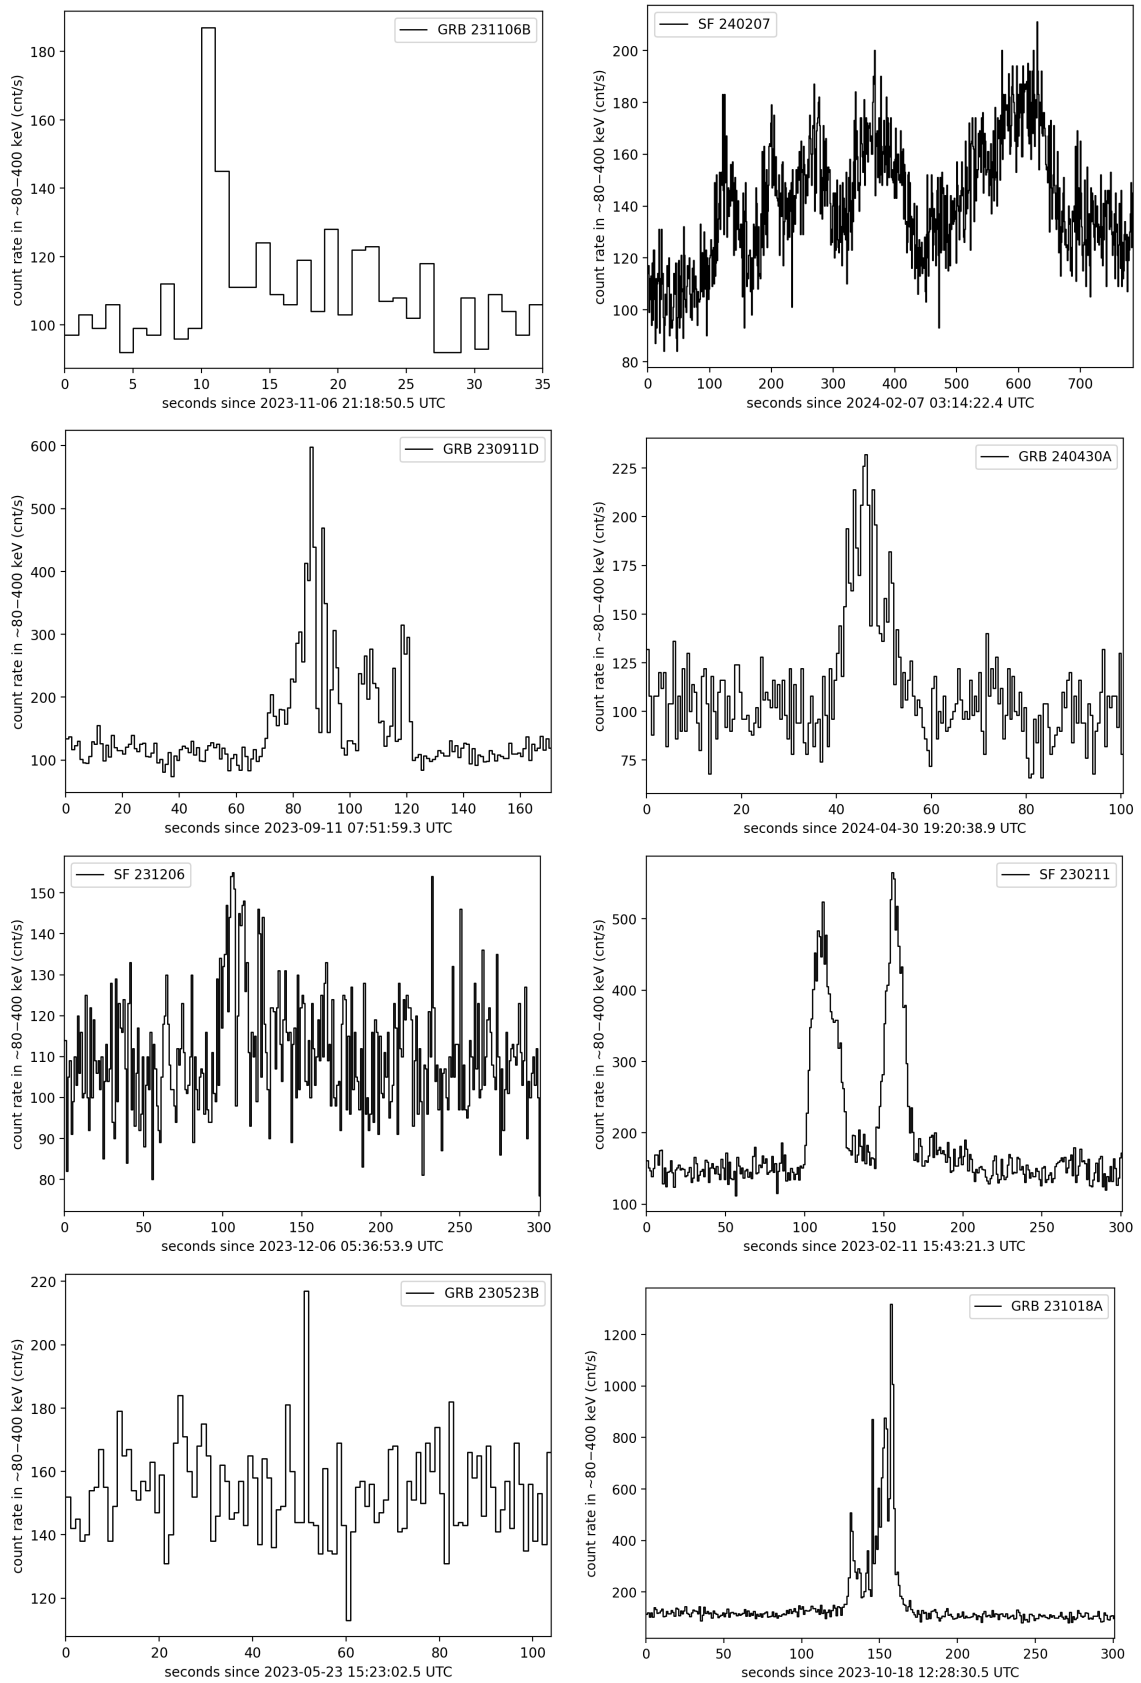 GRB 231106B
count rate in ~80−400 keV (cnt/s)
180
160
140
120
100
0 5 10 15 20 25 30 35
seconds since 2023-11-06 21:18:50.5 UTC
SF 240207
count rate in ~80−400 keV (cnt/s)
200
180
160
140
120
100
80
0 100 200 300 400 500 600 700
seconds since 2024-02-07 03:14:22.4 UTC
GRB 230911D
count rate in ~80−400 keV (cnt/s)
600
500
400
300
200
100
0 20 40 60 80 100 120 140 160
seconds since 2023-09-11 07:51:59.3 UTC
GRB 240430A
count rate in ~80−400 keV (cnt/s)
225
200
175
150
125
100
75
0 20 40 60 80 100
seconds since 2024-04-30 19:20:38.9 UTC
SF 231206
count rate in ~80−400 keV (cnt/s)
150
140
130
120
110
100
90
80
0 50 100 150 200 250 300
seconds since 2023-12-06 05:36:53.9 UTC
SF 230211
count rate in ~80−400 keV (cnt/s)
500
400
300
200
100
0 50 100 150 200 250 300
seconds since 2023-02-11 15:43:21.3 UTC
GRB 230523B
count rate in ~80−400 keV (cnt/s)
220
200
180
160
140
120
0 20 40 60 80 100
seconds since 2023-05-23 15:23:02.5 UTC
GRB 231018A
count rate in ~80−400 keV (cnt/s)
1200
1000
800
600
400
200
0 50 100 150 200 250 300
seconds since 2023-10-18 12:28:30.5 UTC